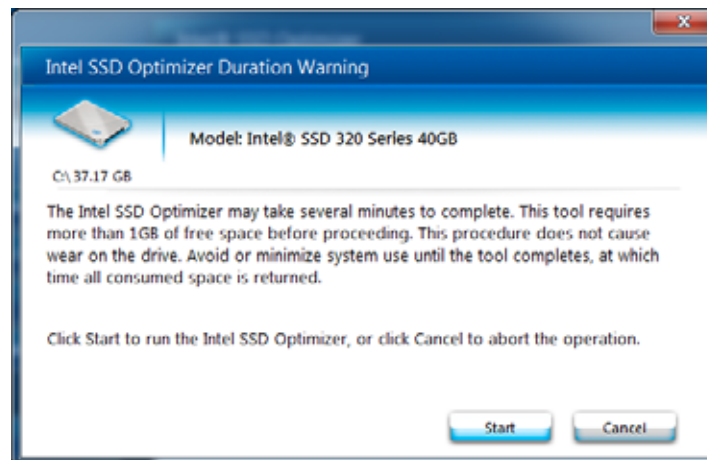 Intel SSD Optimizer Duration Warning
Model: Intel® SSD 320 Series 40GB
C:\ 37.17 GB
The Intel SSD Optimizer may take several minutes to complete. This tool requires
more than 1GB of free space before proceeding. This procedure does not cause
wear on the drive. Avoid or minimize system use until the tool completes, at which
time all consumed space is returned.
Click Start to run the Intel SSD Optimizer, or click Cancel to abort the operation.
Start
Cancel